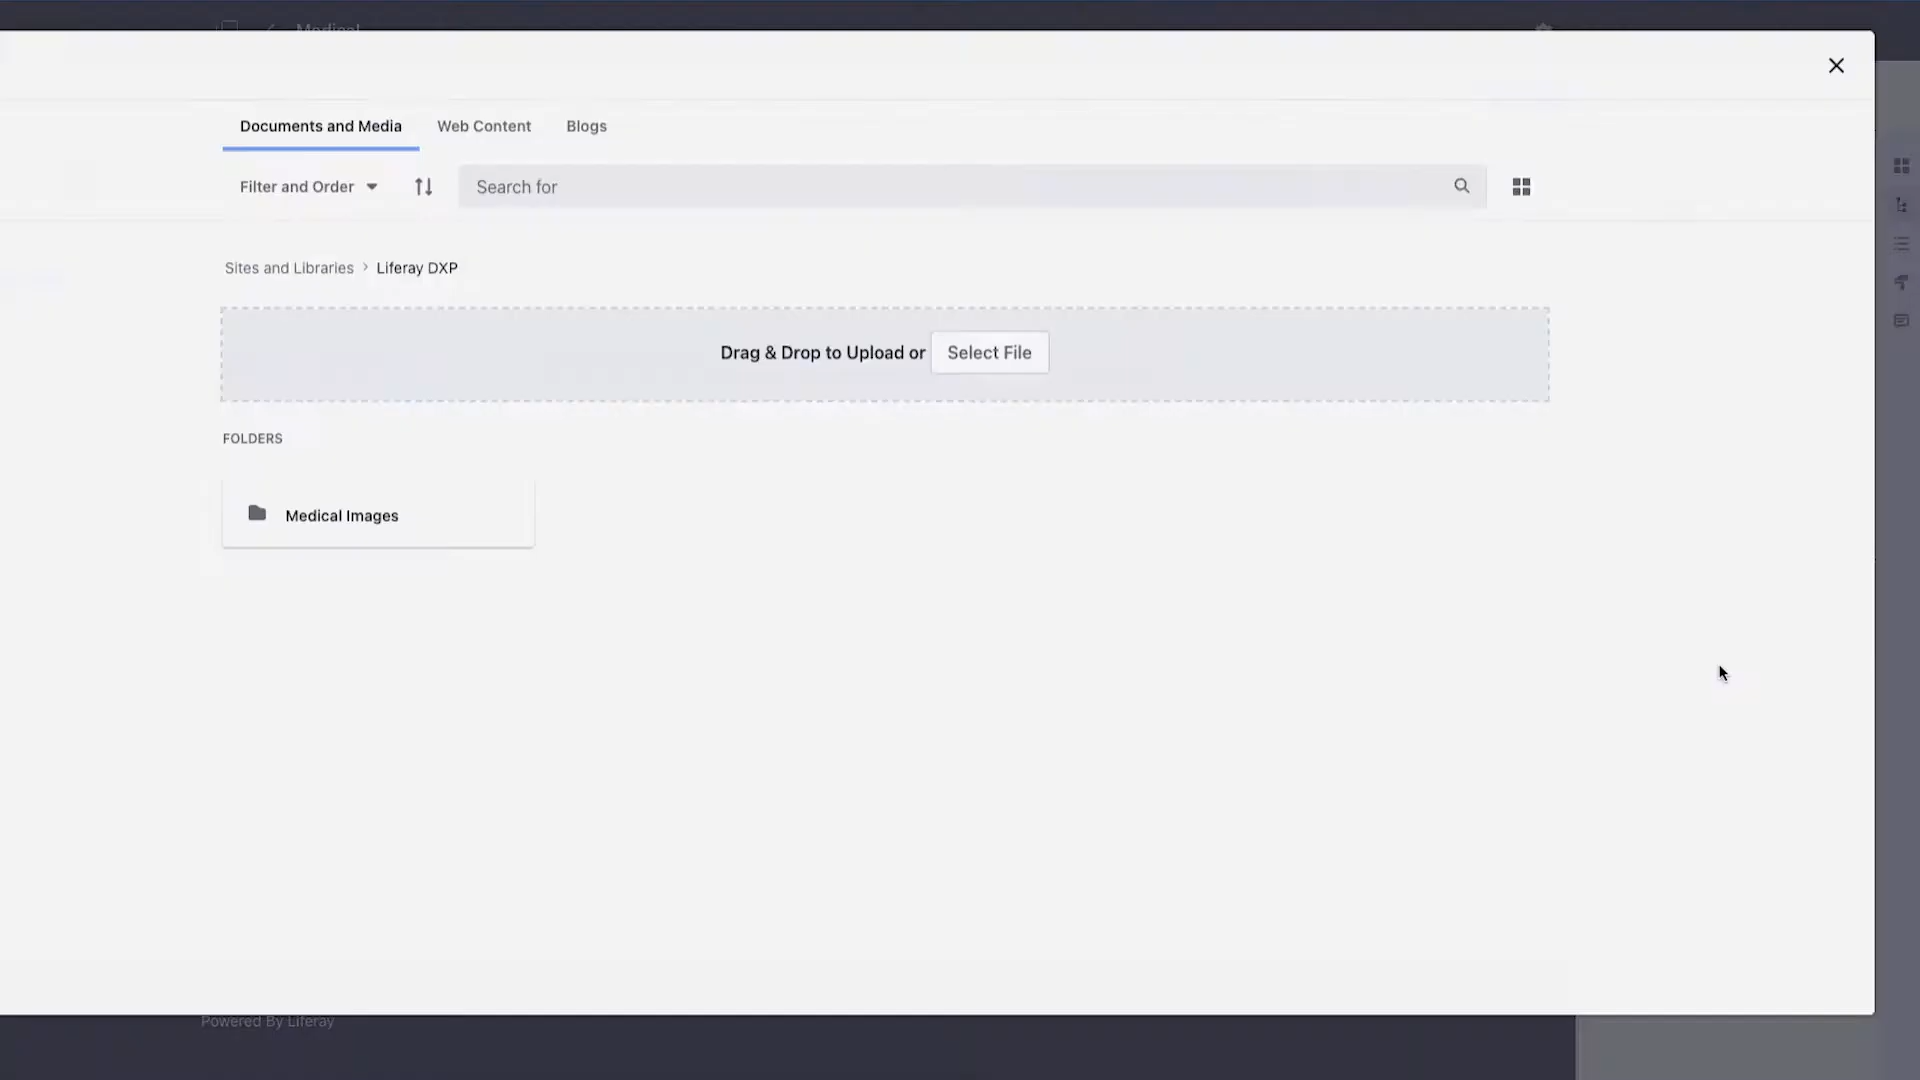 Medical
Documents and Media Web Content Blogs
Filter and Order Search for
Sites and Libraries > Liferay DXP
Drag & Drop to Upload or Select File
FOLDERS
Medical Images
Powered By Liferay